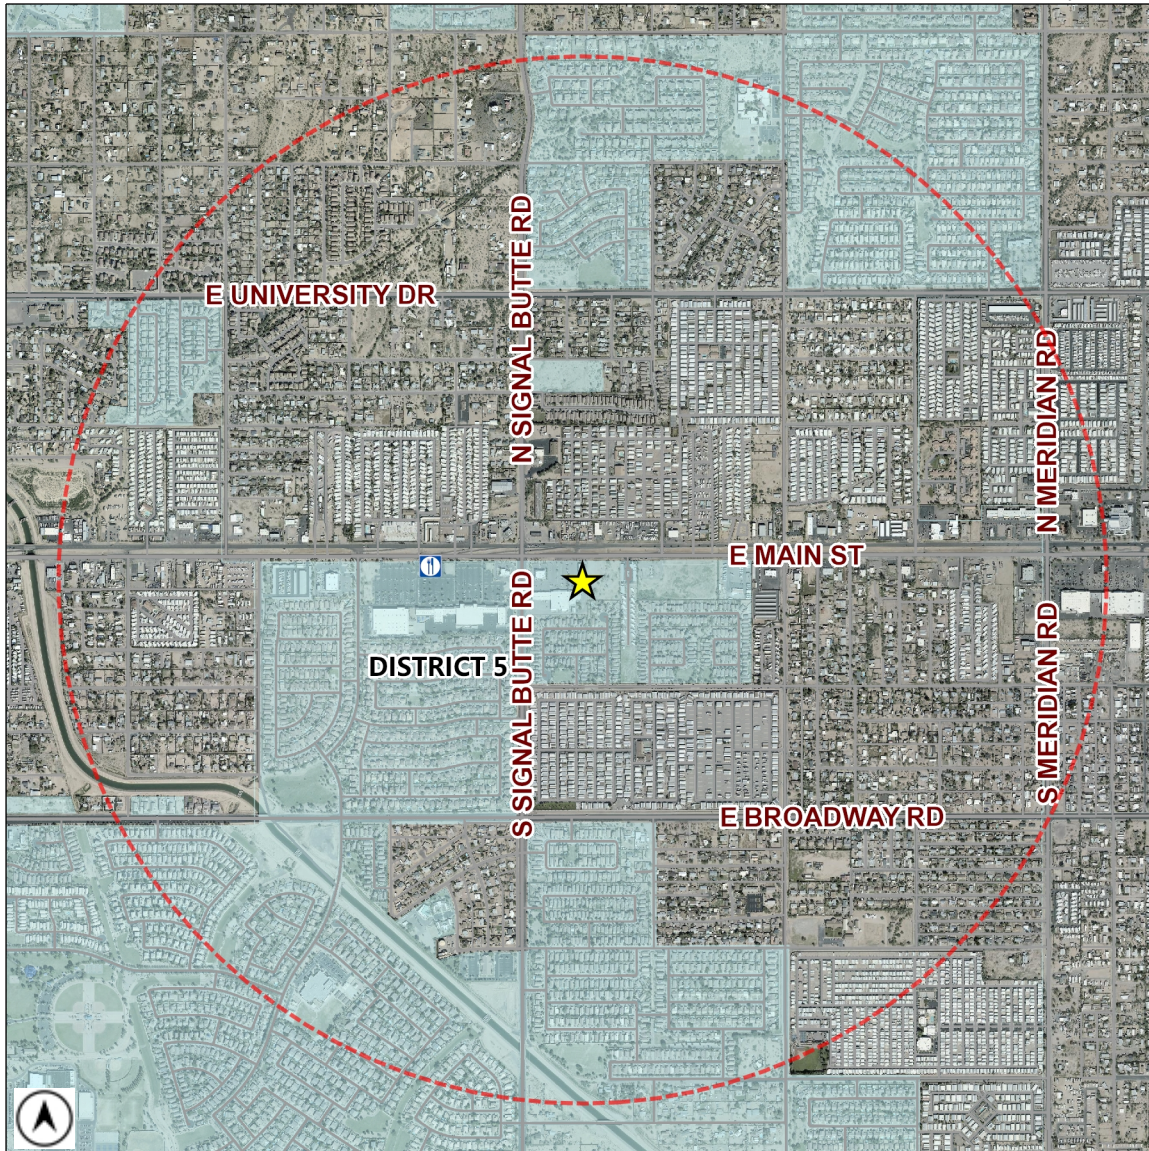 E UNIVERSITY DR
N SIGNAL BUTTE RD
N MERIDIAN RD
E MAIN ST
DISTRICT 5
S SIGNAL BUTTE RD
S MERIDIAN RD
E BROADWAY RD